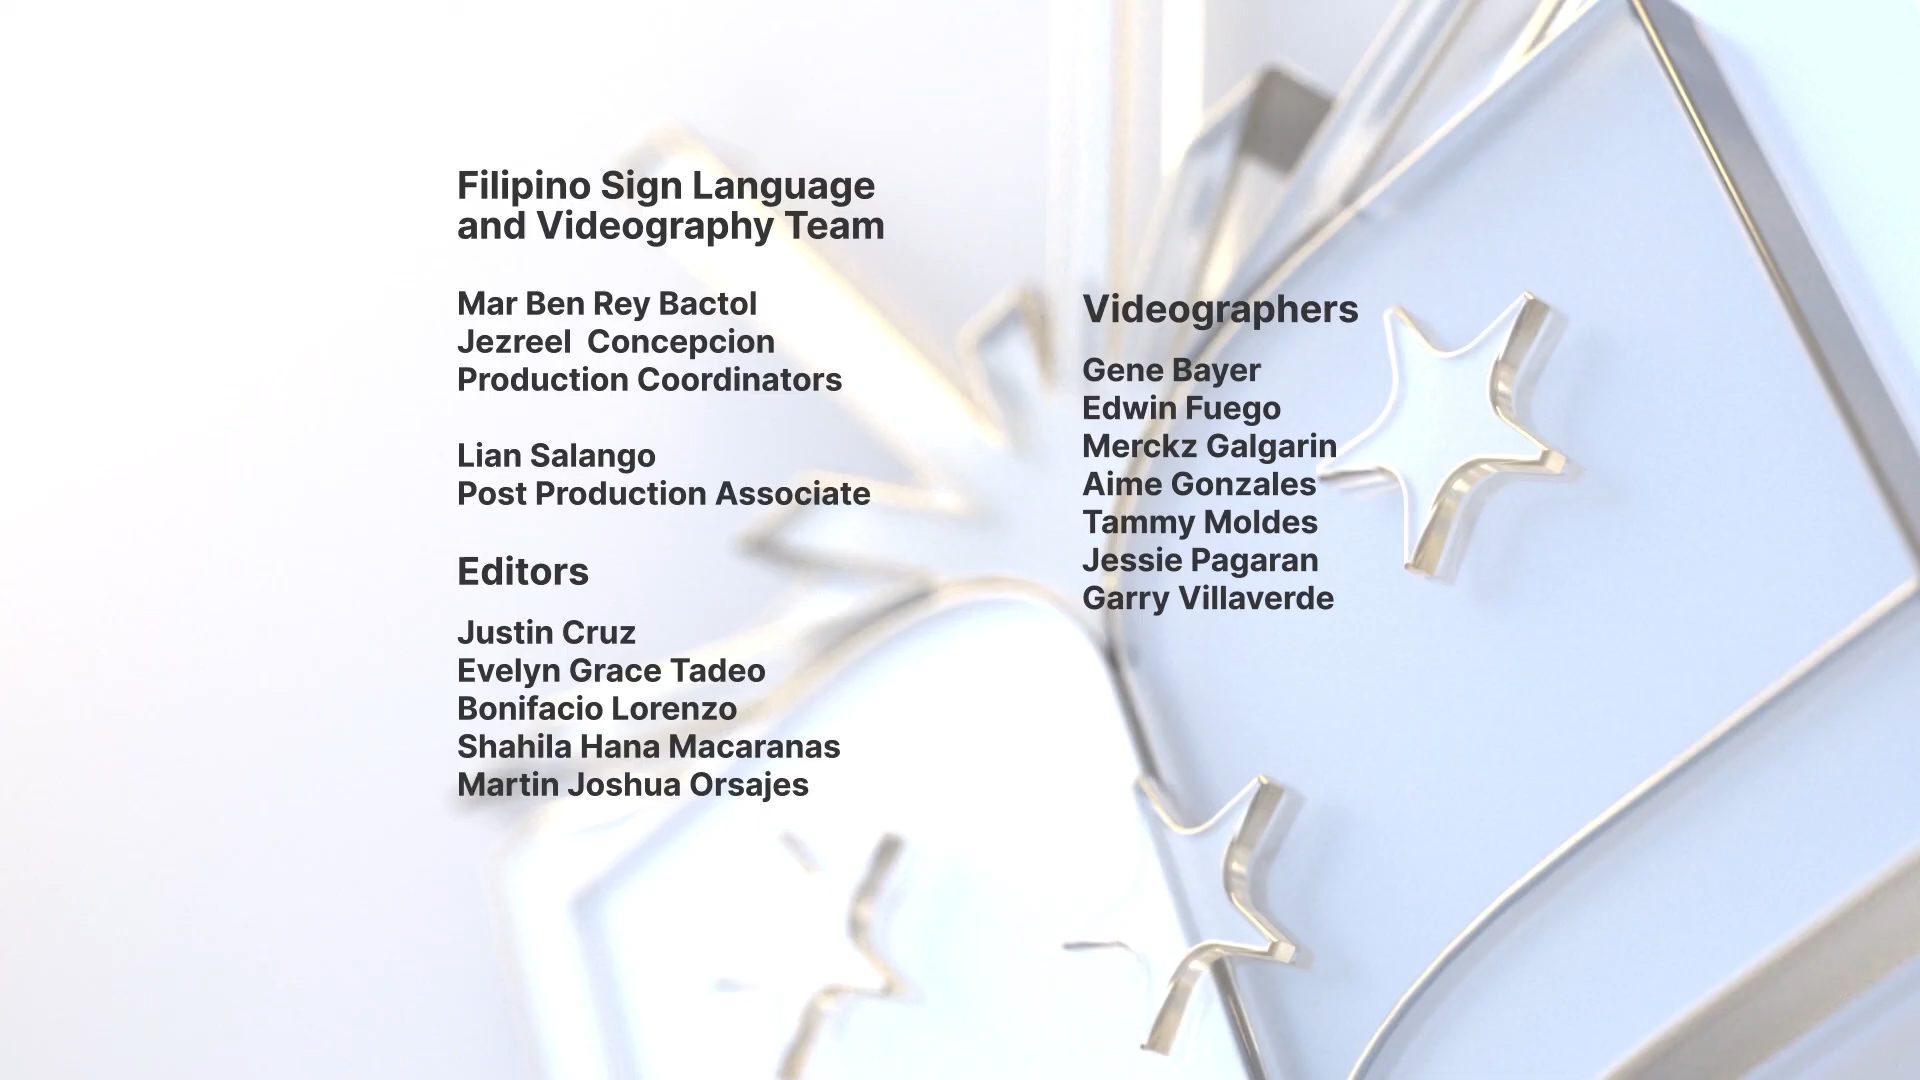 Filipino Sign Language
and Videography Team
Mar Ben Rey Bactol
Jezreel  Concepcion
Production Coordinators
Lian Salango
Post Production Associate
Editors
Justin Cruz
Evelyn Grace Tadeo
Bonifacio Lorenzo
Shahila Hana Macaranas
Martin Joshua Orsajes
Videographers
Gene Bayer
Edwin Fuego
Merckz Galgarin
Aime Gonzales
Tammy Moldes
Jessie Pagaran
Garry Villaverde